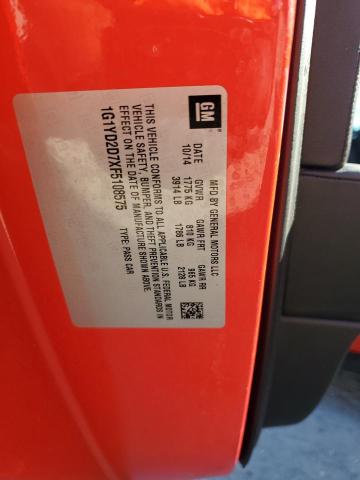 GM
MFD BY GENERAL MOTORS LLC
DATE GVWR GAWR FRT GAWR RR
10/14 1775 KG 810 KG 965 KG
3914 LB 1786 LB 2128 LB
THIS VEHICLE CONFORMS TO ALL APPLICABLE U.S. FEDERAL MOTOR
VEHICLE SAFETY, BUMPER, AND THEFT PREVENTION STANDARDS IN
EFFECT ON THE DATE OF MANUFACTURE SHOWN ABOVE.
1G1YD2D7XF5108575 TYPE: PASS CAR